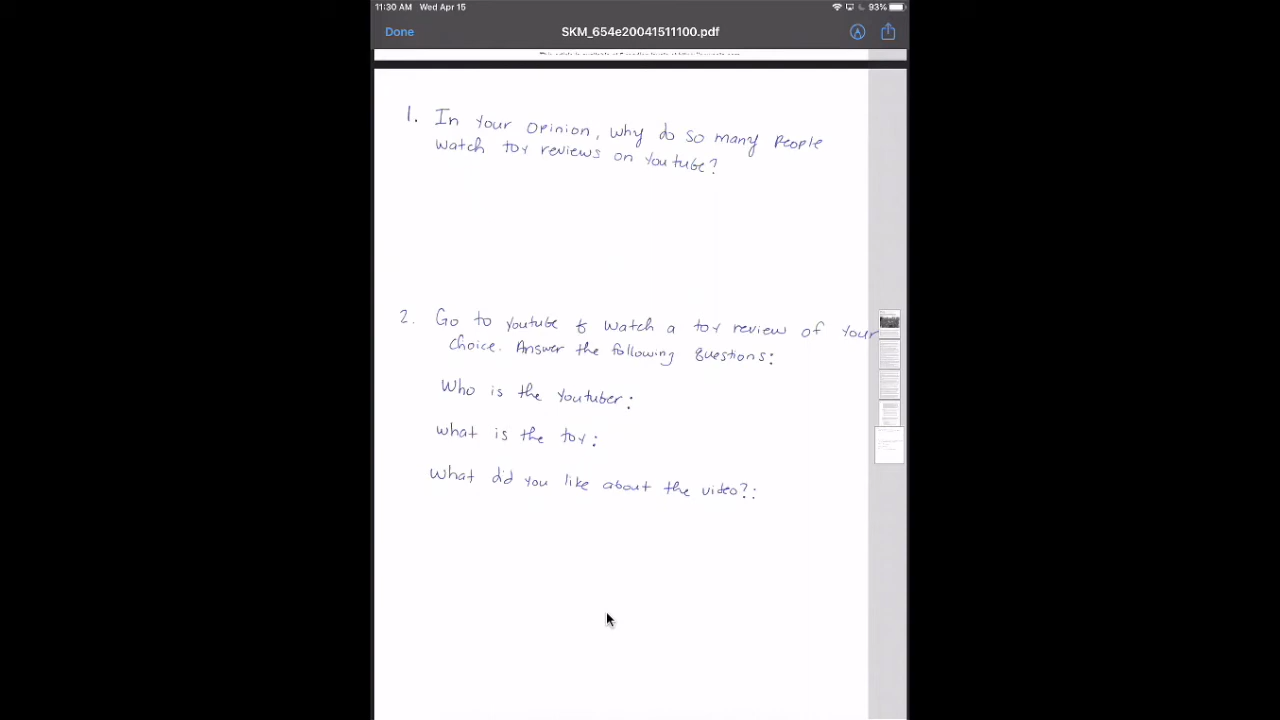 11:30 AM Wed Apr 15 93%
Done SKM_654e20041511100.pdf
1. In your opinion, why do so many people
watch toy reviews on youtube?
2. Go to youtube & watch a toy review of your
choice. Answer the following questions:
Who is the youtuber:
what is the toy:
what did you like about the video?: